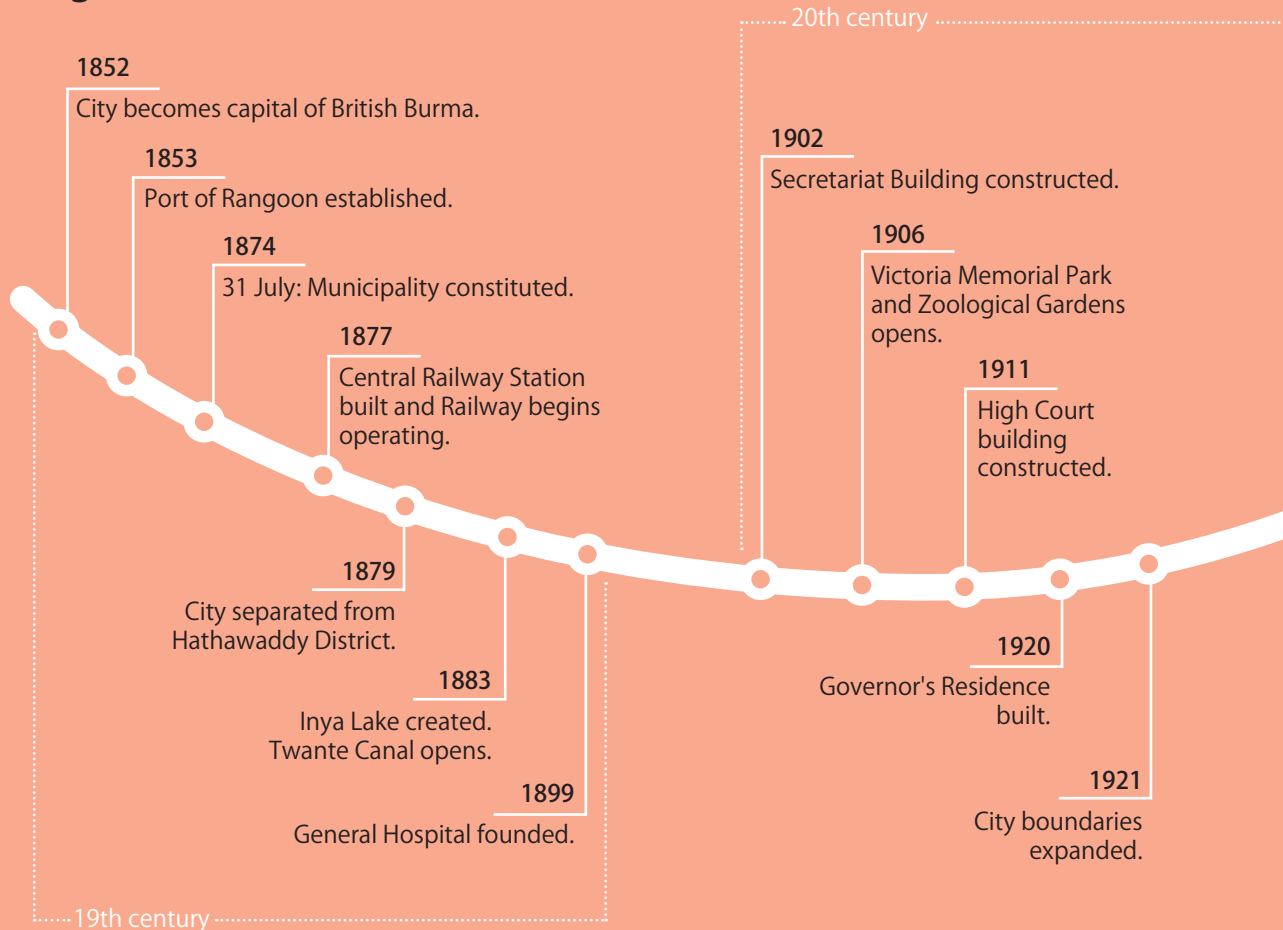 20th century
1852
City becomes capital of British Burma.
1853
Port of Rangoon established.
1874
31 July: Municipality constituted.
1877
Central Railway Station
built and Railway begins
operating.
1879
City separated from
Hathawaddy District.
1883
Inya Lake created.
Twante Canal opens.
1899
General Hospital founded.
19th century
1902
Secretariat Building constructed.
1906
Victoria Memorial Park
and Zoological Gardens
opens.
1911
High Court
building
constructed.
1920
Governor's Residence
built.
1921
City boundaries
expanded.